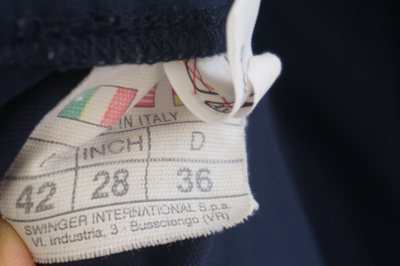 IN ITALY
INCH D
42 28 36
SWINGER INTERNATIONAL S.p.a.
Vl. Industria, 3 - Bussolengo (VR)